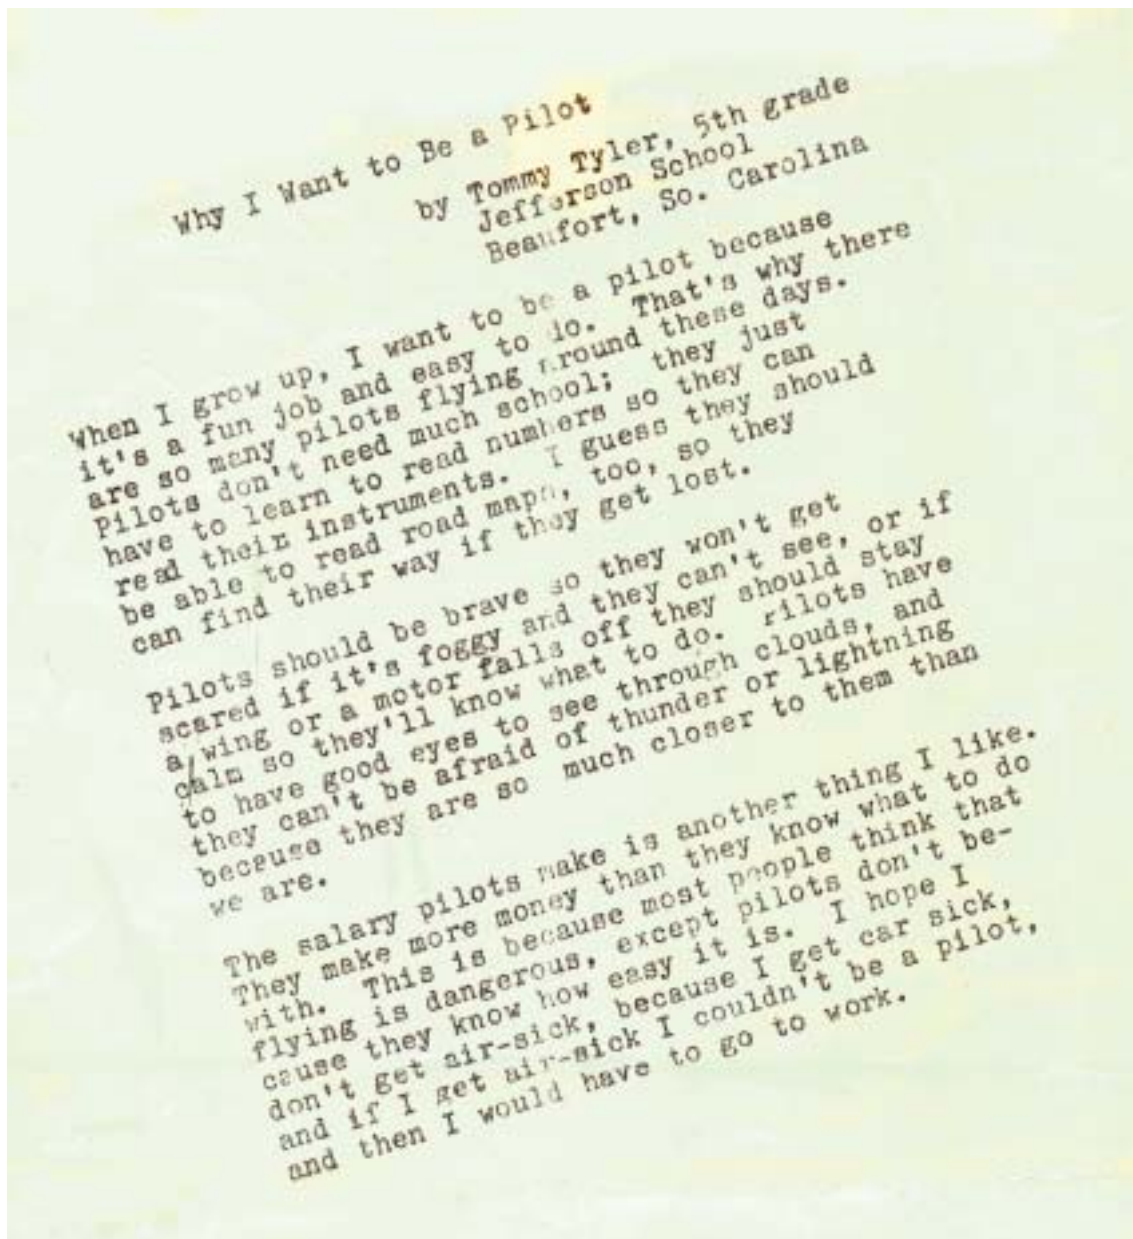 Why I Want to Be a Pilot
by Tommy Tyler, 5th grade
Jefferson School
Beaufort, So. Carolina
When I grow up, I want to be a pilot because
it's a fun job and easy to do. That's why there
are so many pilots flying around these days.
Pilots don't need much school; they just
have to learn to read numbers so they can
read their instruments. I guess they should
be able to read road maps, too, so they
can find their way if they get lost.
Pilots should be brave so they won't get
scared if it's foggy and they can't see, or if
a wing or a motor falls off they should stay
calm so they'll know what to do. Pilots have
to have good eyes to see through clouds, and
they can't be afraid of thunder or lightning
because they are so much closer to them than
we are.
The salary pilots make is another thing I like.
They make more money than they know what to do
with. This is because most people think that
flying is dangerous, except pilots don't be-
cause they know how easy it is. I hope I
don't get air-sick, because I get car sick,
and if I get air-sick I couldn't be a pilot,
and then I would have to go to work.